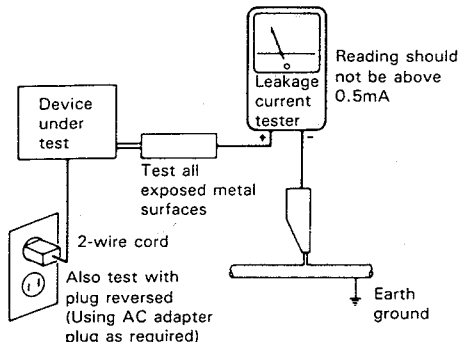 Device
under
test
Leakage
current
tester
+
-
Reading should
not be above
0.5mA
Test all
exposed metal
surfaces
2-wire cord
Also test with
plug reversed
(Using AC adapter
plug as required)
Earth
ground